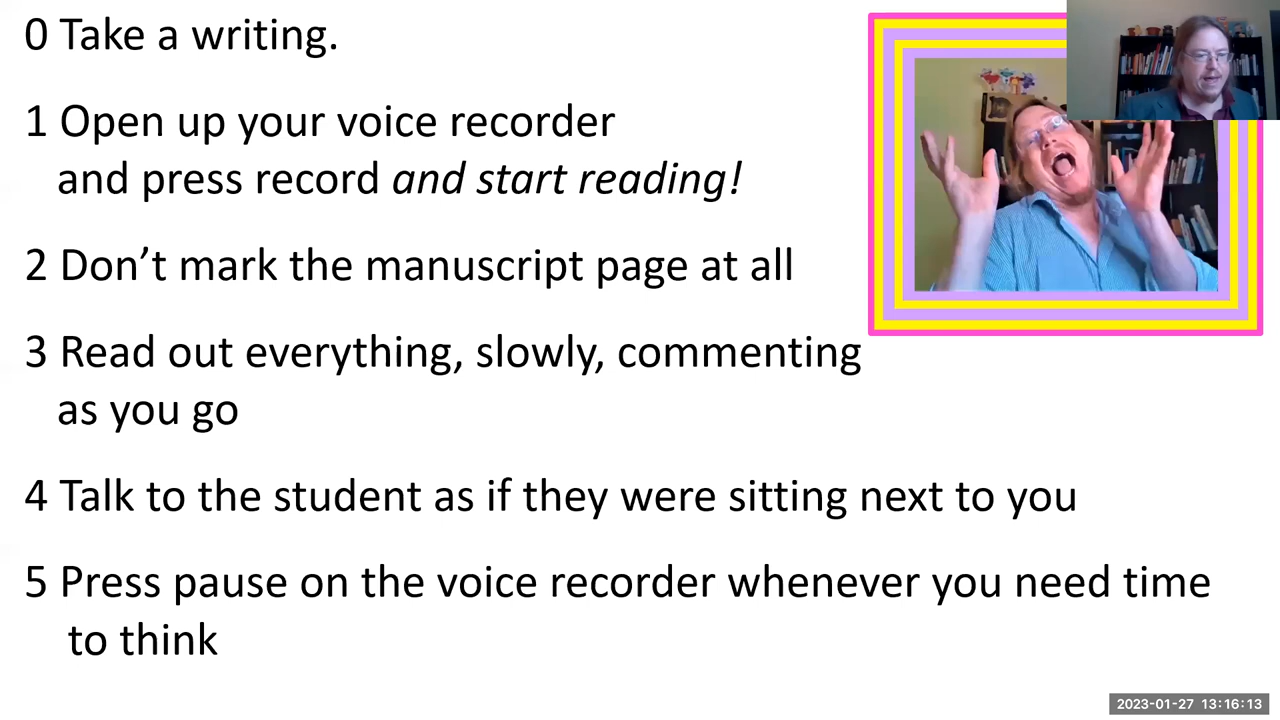 0 Take a writing.
1 Open up your voice recorder
and press record and start reading!
2 Don’t mark the manuscript page at all
3 Read out everything, slowly, commenting
as you go
4 Talk to the student as if they were sitting next to you
5 Press pause on the voice recorder whenever you need time
to think
2023-01-27 13:16:13